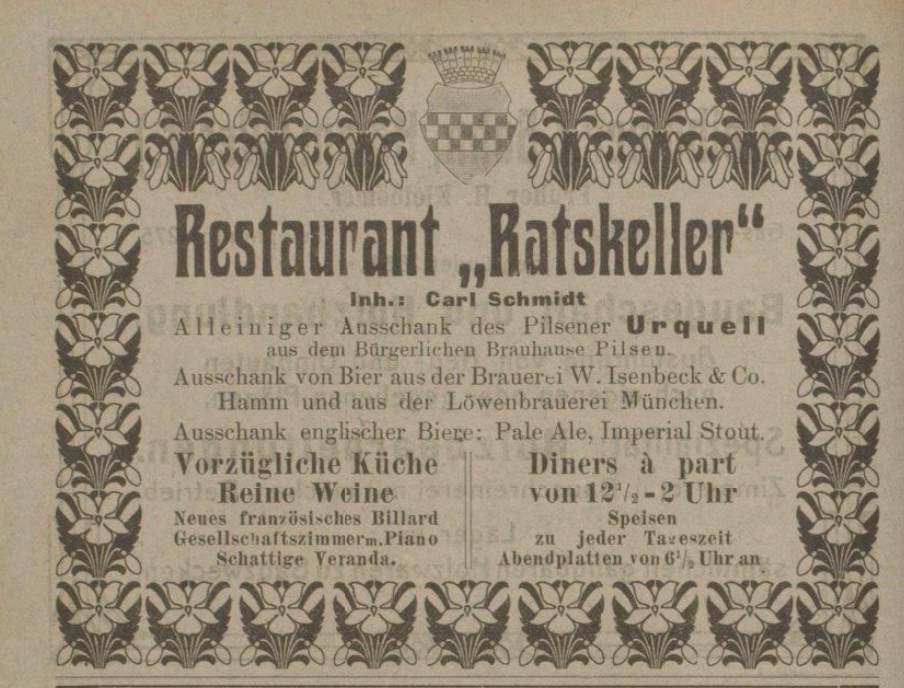 Restaurant „Ratskeller“
Inh.: Carl Schmidt
Alleiniger Ausschank des Pilsener Urquell
aus dem Bürgerlichen Brauhause Pilsen.
Ausschank von Bier aus der Brauerei W. Isenbeck & Co.
Hamm und aus der Löwenbrauerei München.
Ausschank englischer Biere: Pale Ale, Imperial Stout.
Vorzügliche Küche
Reine Weine
Neues französisches Billard
Gesellschaftszimmer m. Piano
Schattige Veranda.
Diners à part
von 12½ - 2 Uhr
Speisen
zu jeder Tageszeit
Abendplatten von 6½ Uhr an